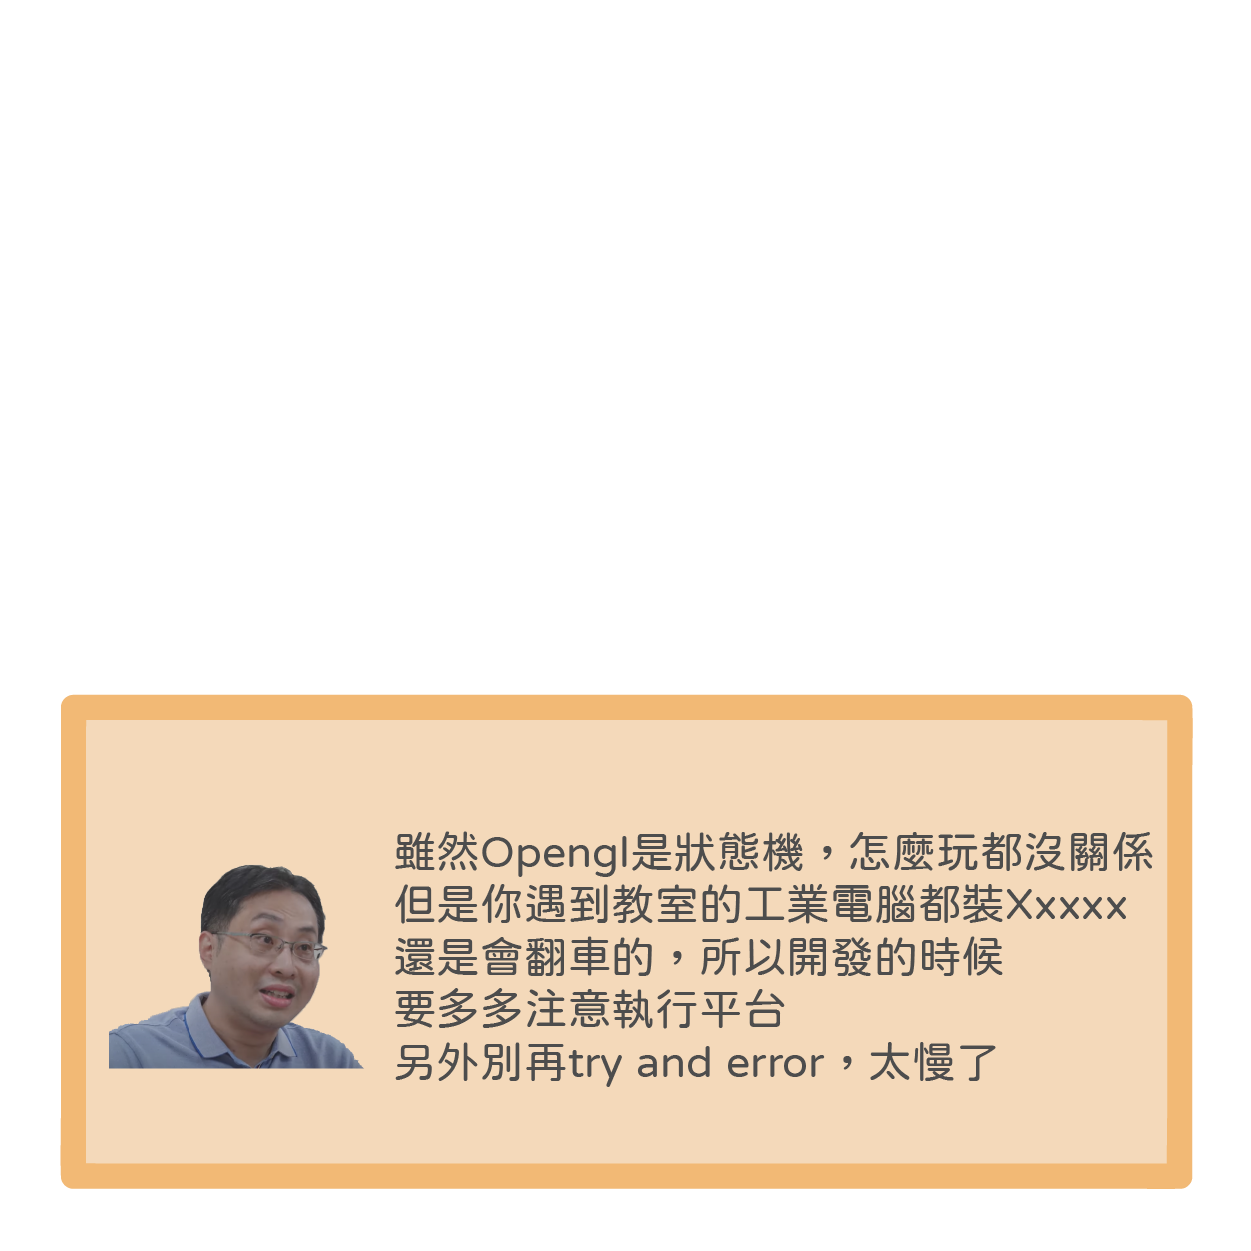 雖然Opengl是狀態機，怎麼玩都沒關係
但是你遇到教室的工業電腦都裝Xxxxx
還是會翻車的，所以開發的時候
要多多注意執行平台
另外別再try and error，太慢了